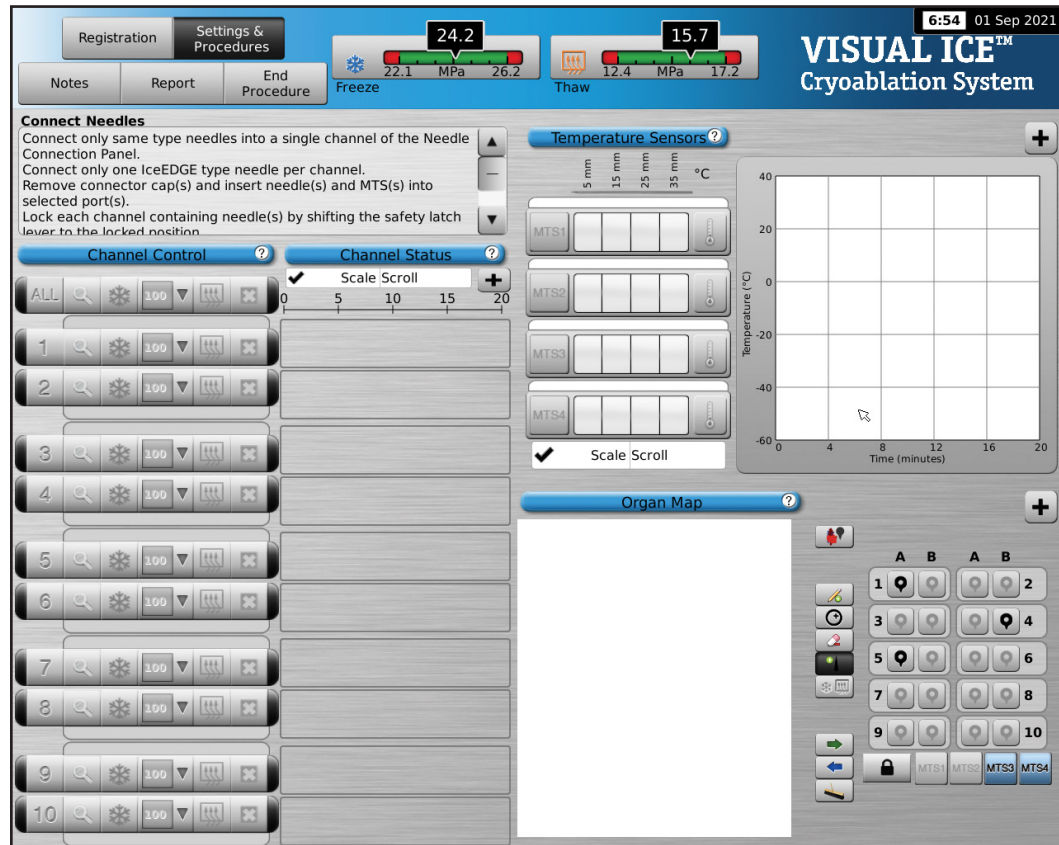 6:54 01 Sep 2021
Registration
Settings &
Procedures
Notes
Report
End
Procedure
24.2
22.1 MPa 26.2
Freeze
15.7
12.4 MPa 17.2
Thaw
VISUAL ICE™
Cryoablation System
Connect Needles
Connect only same type needles into a single channel of the Needle
Connection Panel.
Connect only one IceEDGE type needle per channel.
Remove connector cap(s) and insert needle(s) and MTS(s) into
selected port(s).
Lock each channel containing needle(s) by shifting the safety latch
lever to the locked position
Channel Control ?
Channel Status ?
Scale Scroll
0 5 10 15 20
ALL 100
1 100
2 100
3 100
4 100
5 100
6 100
7 100
8 100
9 100
10 100
Temperature Sensors ?
5 mm 15 mm 25 mm 35 mm °C
MTS1
MTS2
MTS3
MTS4
Scale Scroll
Temperature (°C)
40
20
0
-20
-40
-60
0 4 8 12 16 20
Time (minutes)
Organ Map ?
A B A B
1 2
3 4
5 6
7 8
9 10
MTS1 MTS2 MTS3 MTS4